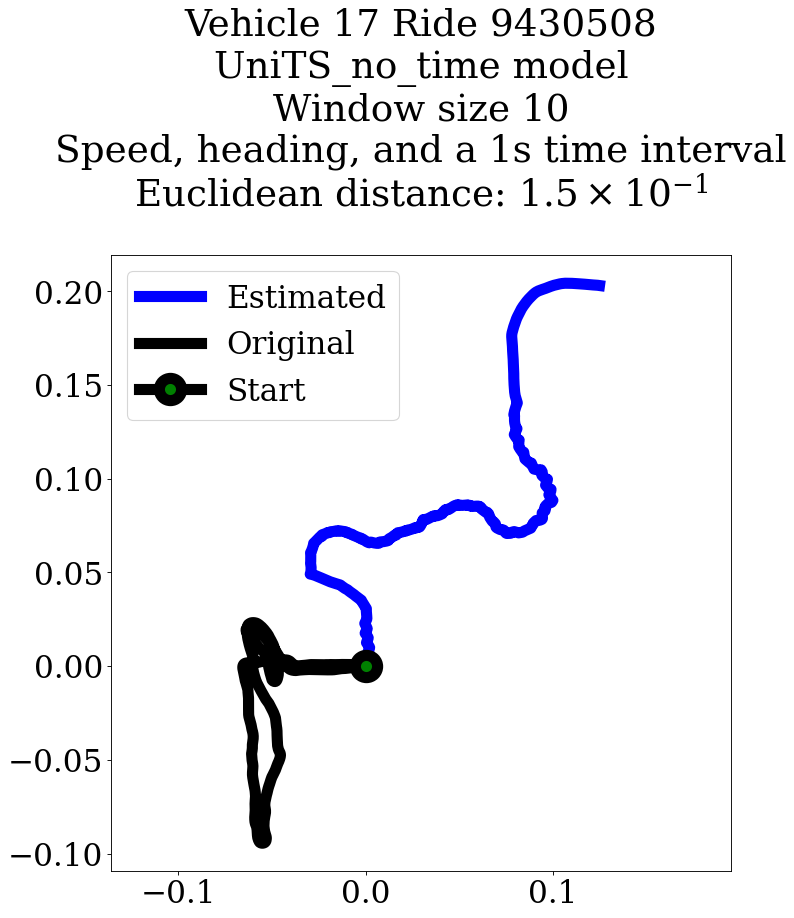 Vehicle 17 Ride 9430508
UniTS_no_time model
Window size 10
Speed, heading, and a 1s time interval
Euclidean distance: 1.5 × 10⁻¹
Estimated
Original
Start
0.20
0.15
0.10
0.05
0.00
−0.05
−0.10
−0.1 0.0 0.1